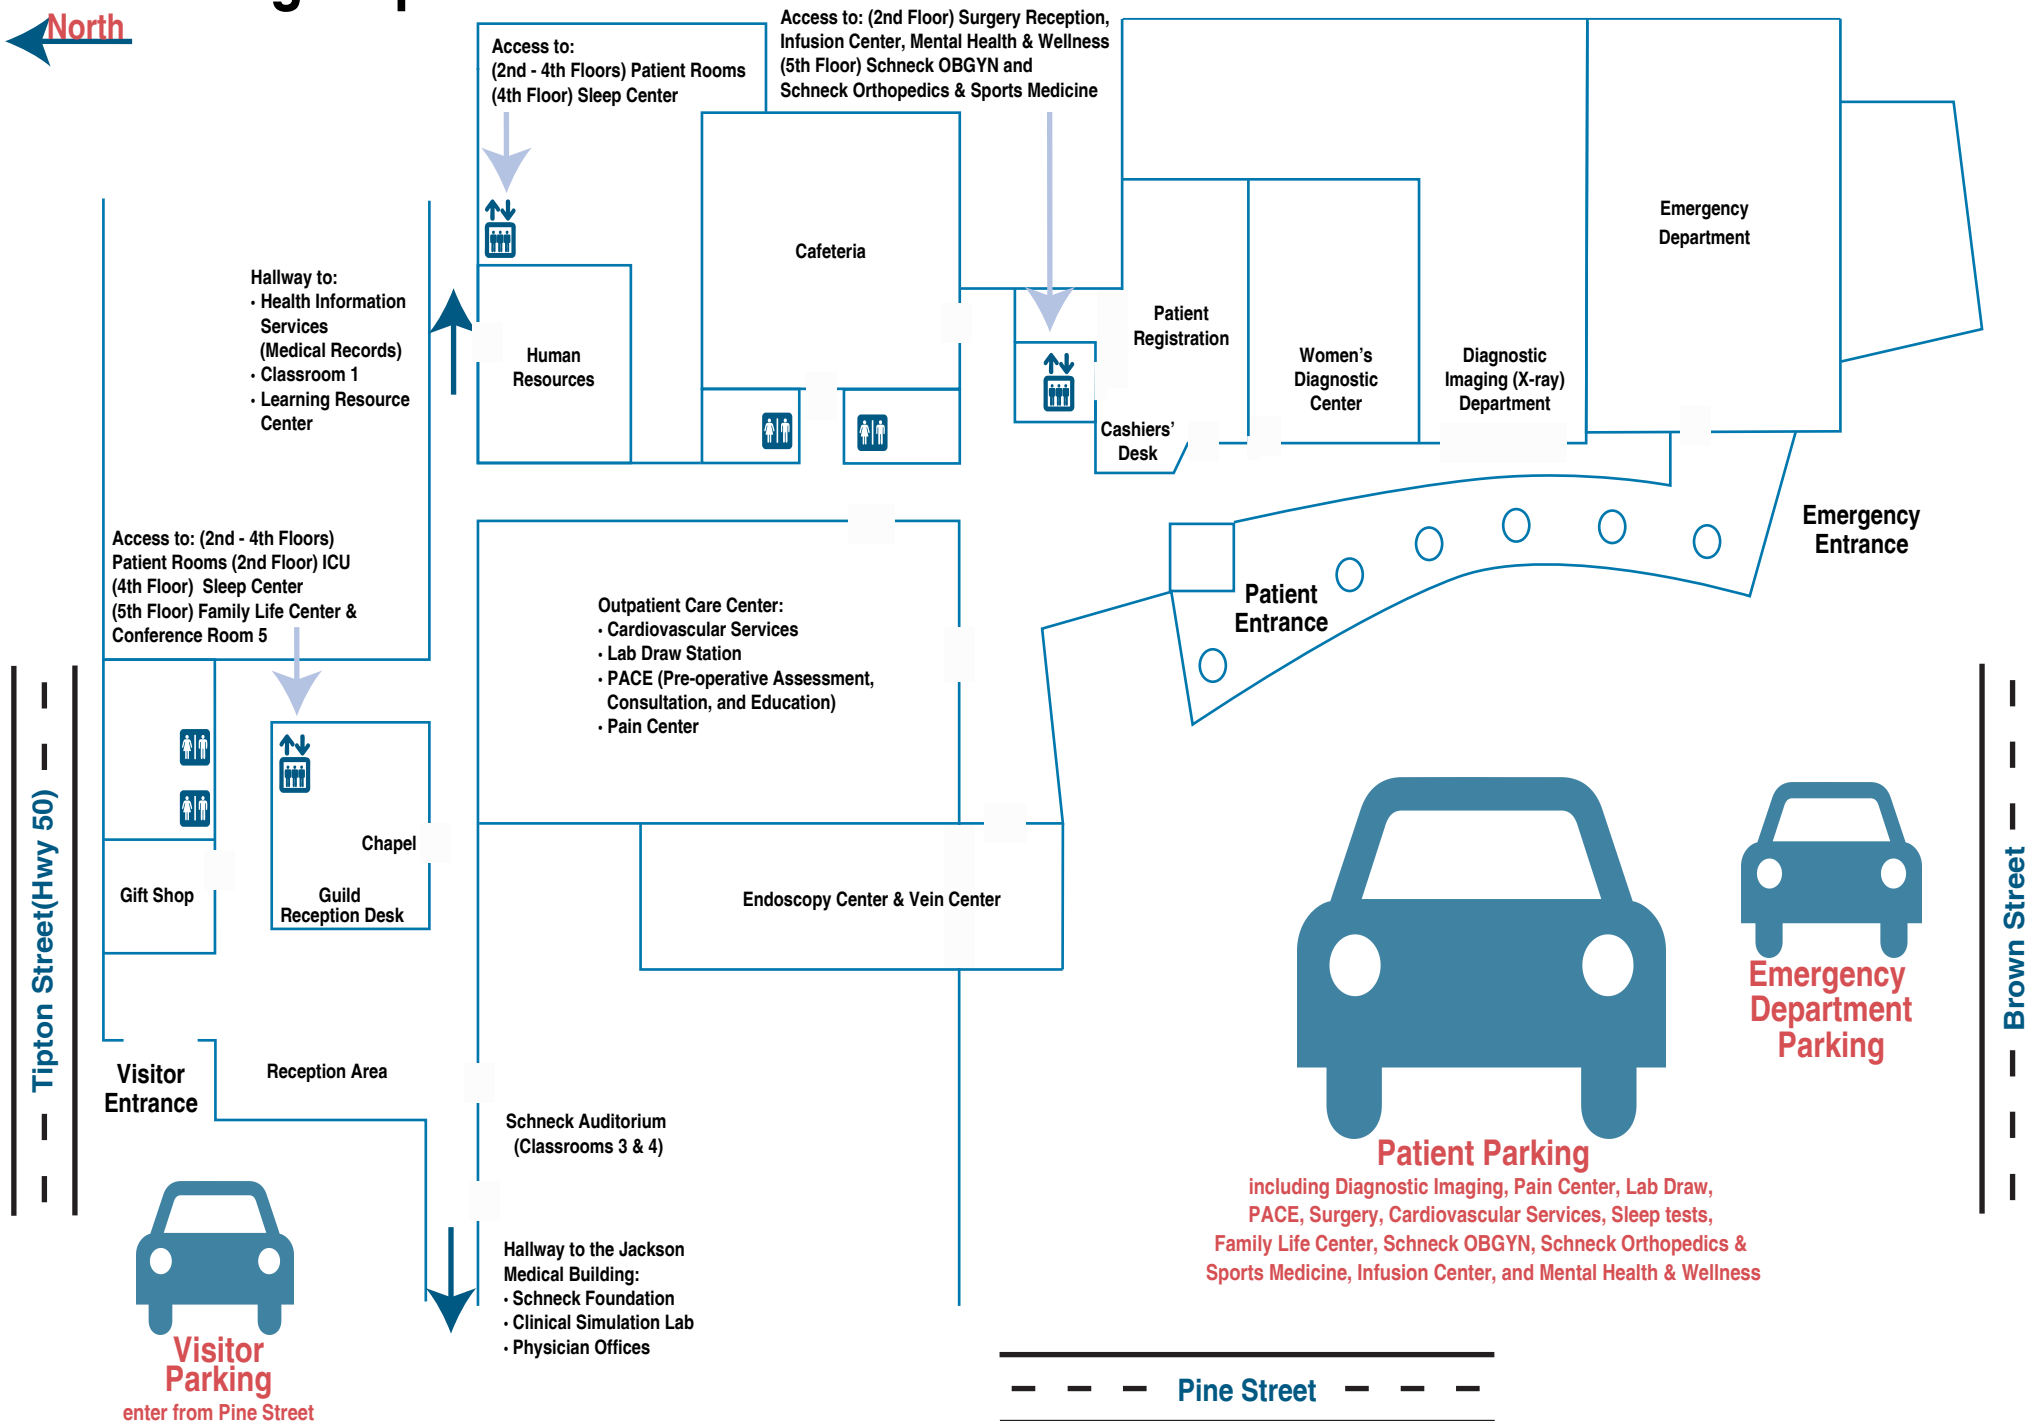 North
Access to:
(2nd - 4th Floors) Patient Rooms
(4th Floor) Sleep Center
Access to: (2nd Floor) Surgery Reception,
Infusion Center, Mental Health & Wellness
(5th Floor) Schneck OBGYN and
Schneck Orthopedics & Sports Medicine
Emergency
Department
Cafeteria
Hallway to:
• Health Information
Services
(Medical Records)
• Classroom 1
• Learning Resource
Center
Human
Resources
Patient
Registration
Women's
Diagnostic
Center
Diagnostic
Imaging (X-ray)
Department
Cashiers'
Desk
Access to: (2nd - 4th Floors)
Patient Rooms (2nd Floor) ICU
(4th Floor) Sleep Center
(5th Floor) Family Life Center &
Conference Room 5
Emergency
Entrance
Patient
Entrance
Outpatient Care Center:
• Cardiovascular Services
• Lab Draw Station
• PACE (Pre-operative Assessment,
Consultation, and Education)
• Pain Center
Chapel
Gift Shop
Guild
Reception Desk
Endoscopy Center & Vein Center
Tipton Street(Hwy 50)
Brown Street
Emergency
Department
Parking
Visitor
Entrance
Reception Area
Schneck Auditorium
(Classrooms 3 & 4)
Patient Parking
including Diagnostic Imaging, Pain Center, Lab Draw,
PACE, Surgery, Cardiovascular Services, Sleep tests,
Family Life Center, Schneck OBGYN, Schneck Orthopedics &
Sports Medicine, Infusion Center, and Mental Health & Wellness
Hallway to the Jackson
Medical Building:
• Schneck Foundation
• Clinical Simulation Lab
• Physician Offices
Visitor
Parking
enter from Pine Street
Pine Street